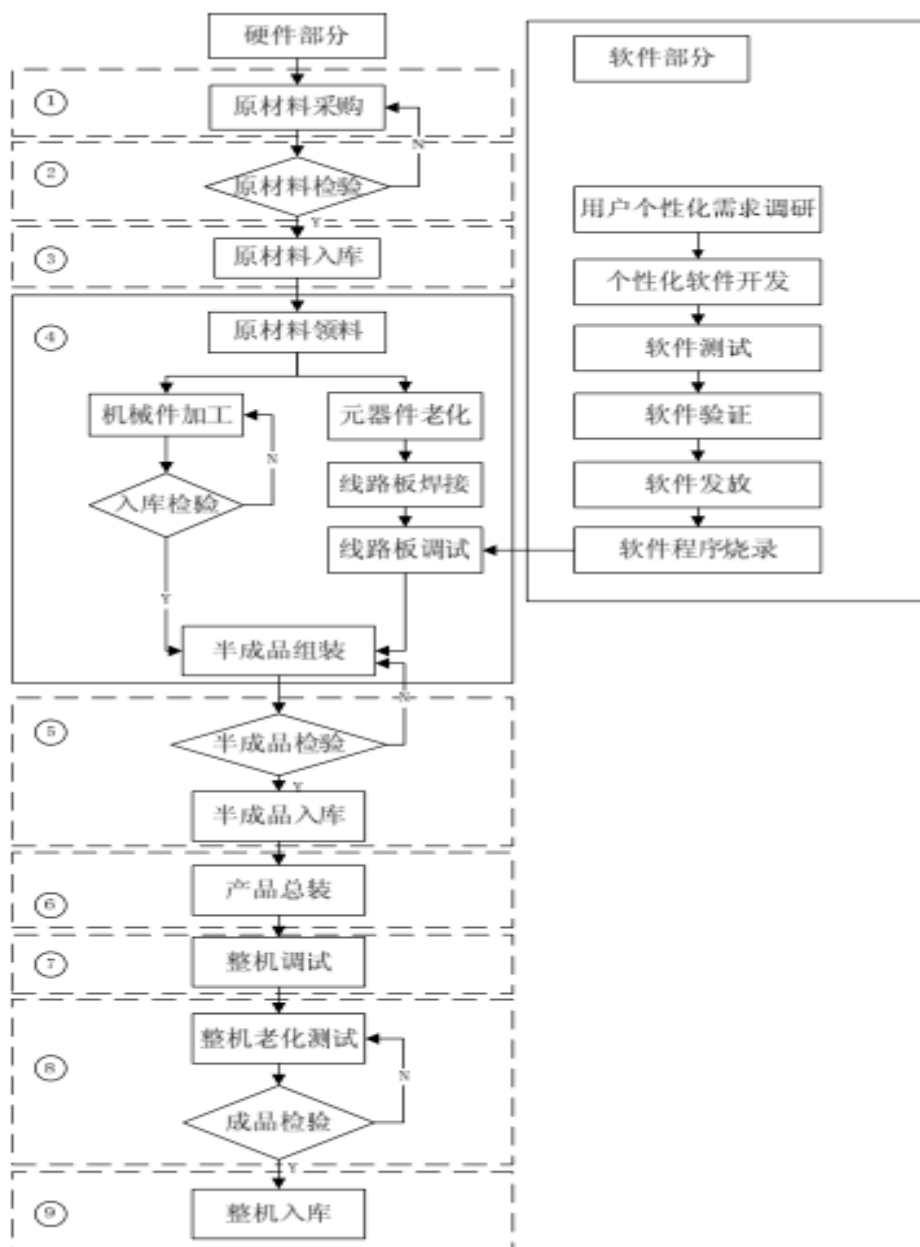 硬件部分
软件部分
①
原材料采购
N
②
原材料检验
Y
用户个性化需求调研
③
原材料入库
个性化软件开发
④
原材料领料
软件测试
机械件加工
元器件老化
软件验证
N
入库检验
线路板焊接
软件发放
线路板调试
软件程序烧录
Y
半成品组装
N
⑤
半成品检验
Y
半成品入库
⑥
产品总装
⑦
整机调试
⑧
整机老化测试
N
成品检验
Y
⑨
整机入库